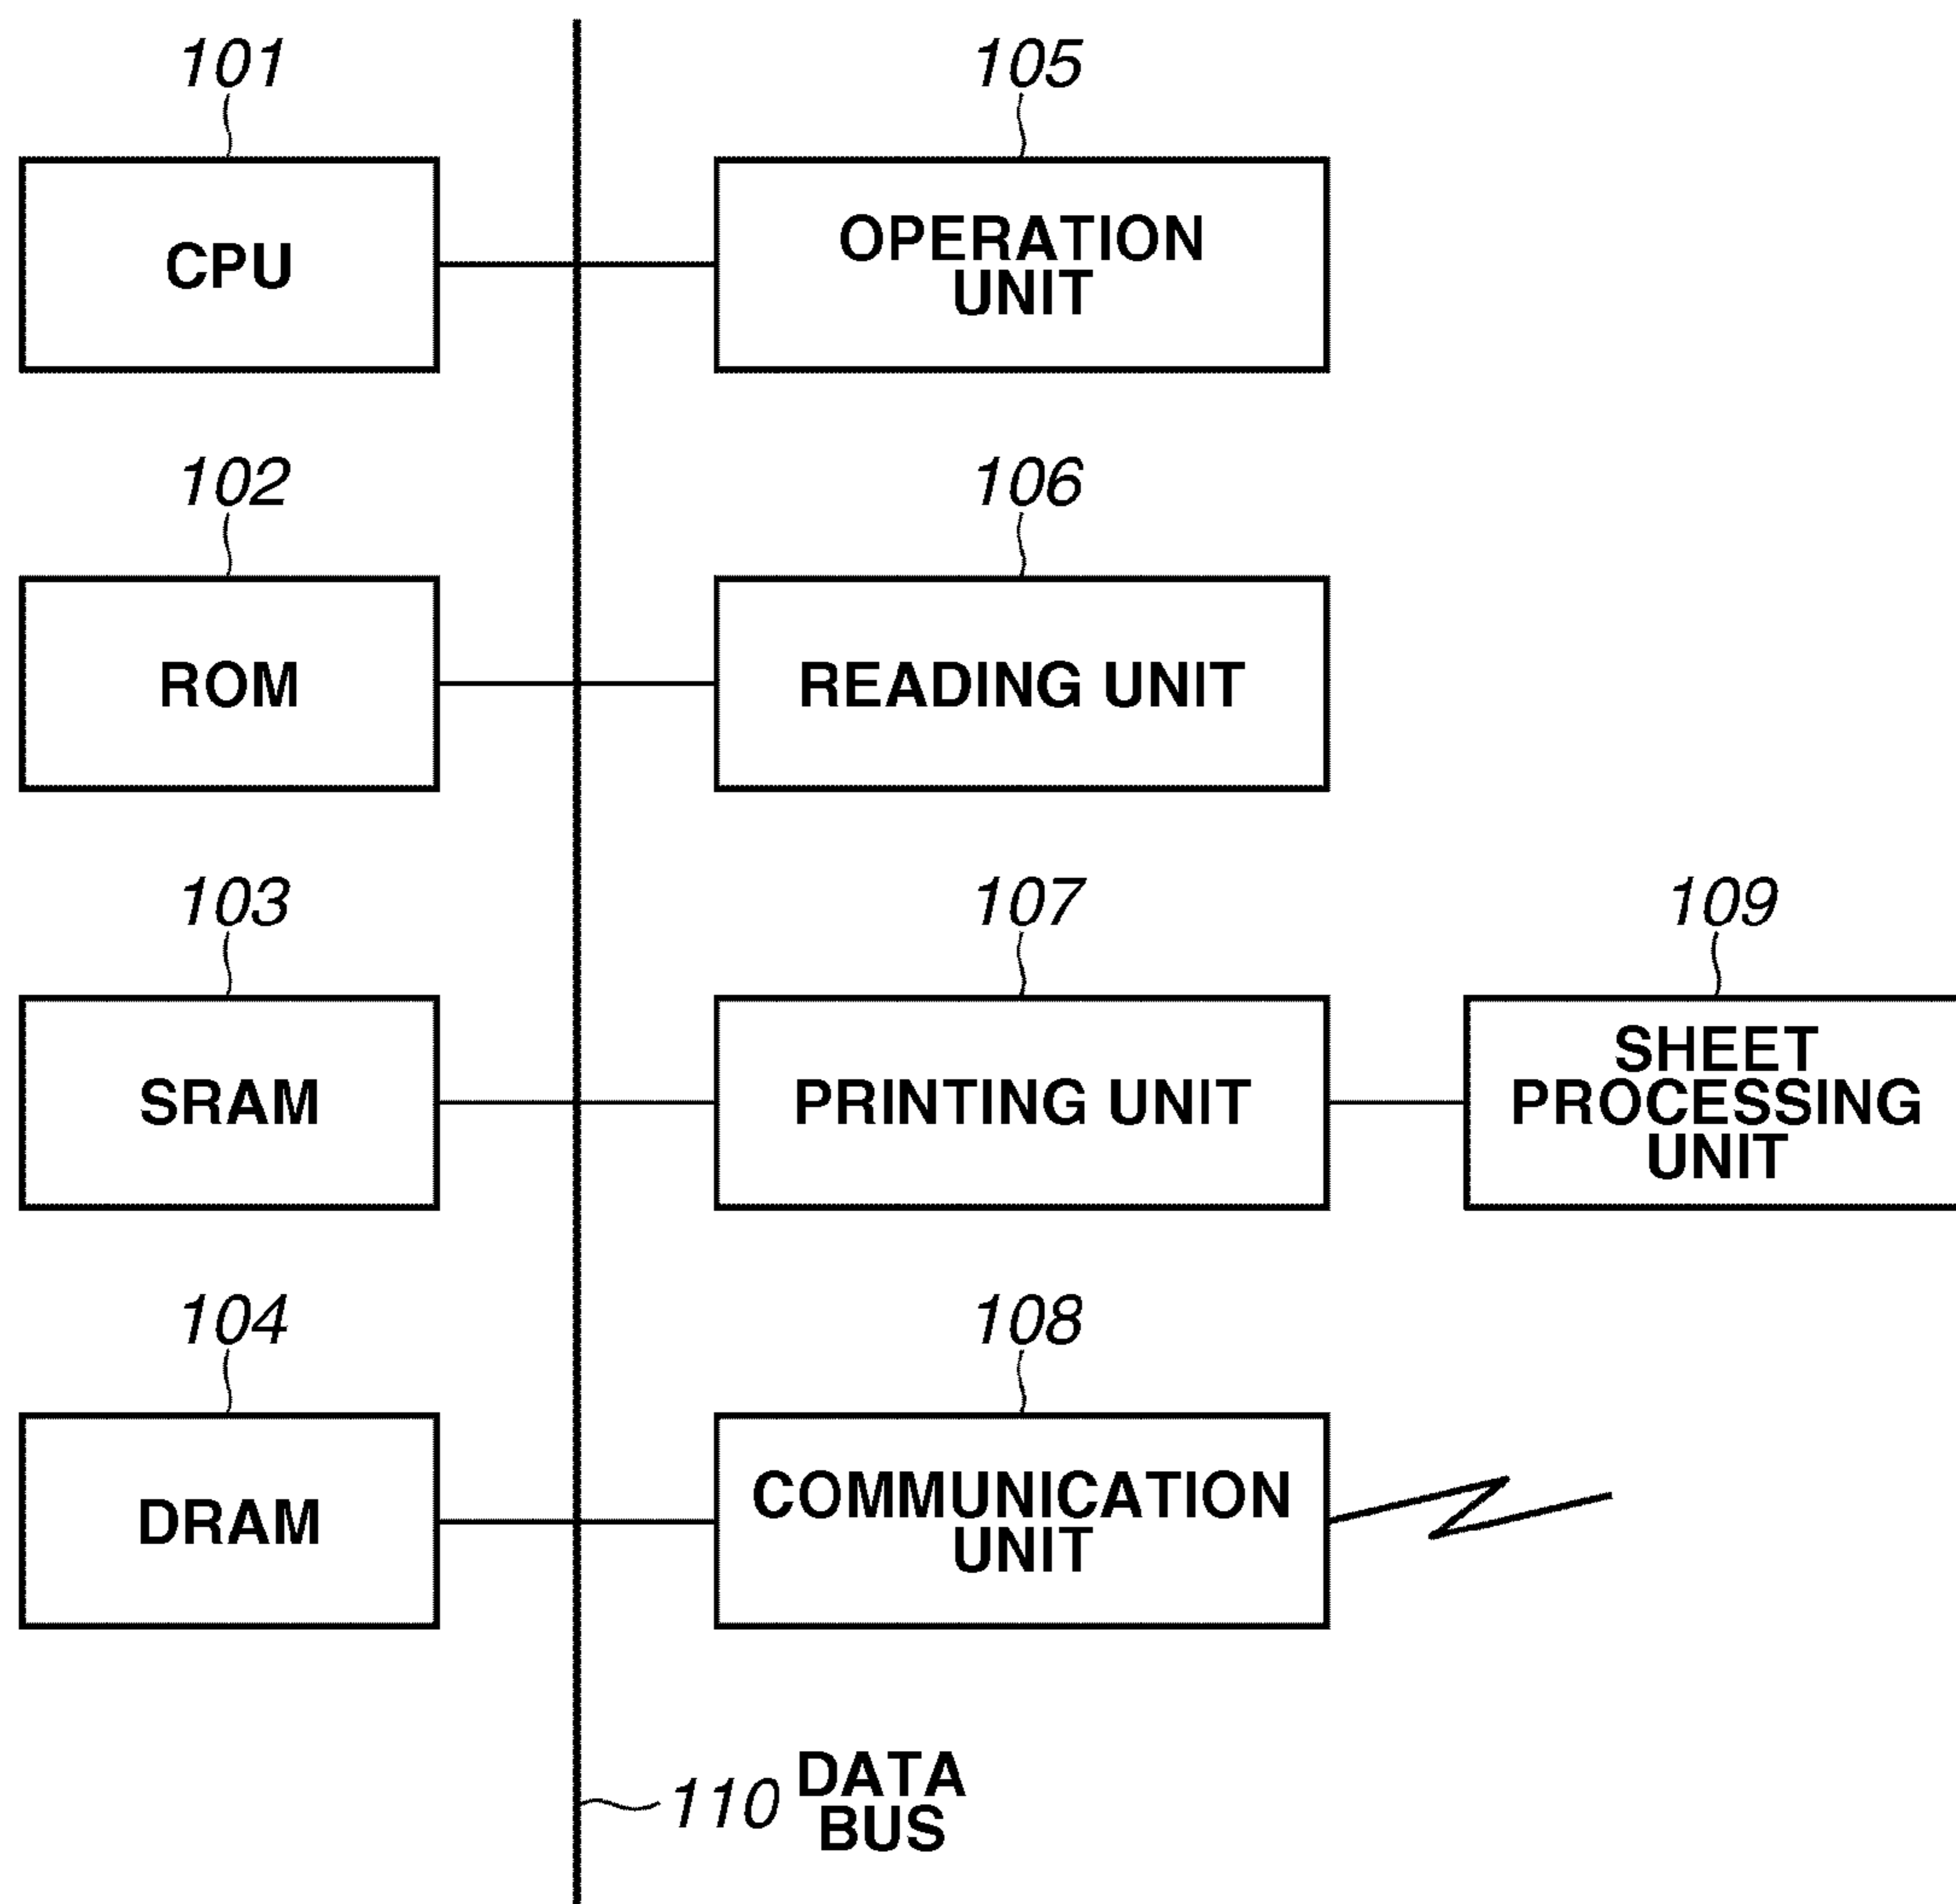 101
105
CPU
OPERATION
UNIT
102
106
ROM
READING UNIT
103
107
109
SRAM
PRINTING UNIT
SHEET
PROCESSING
UNIT
104
108
DRAM
COMMUNICATION
UNIT
110 DATA
BUS